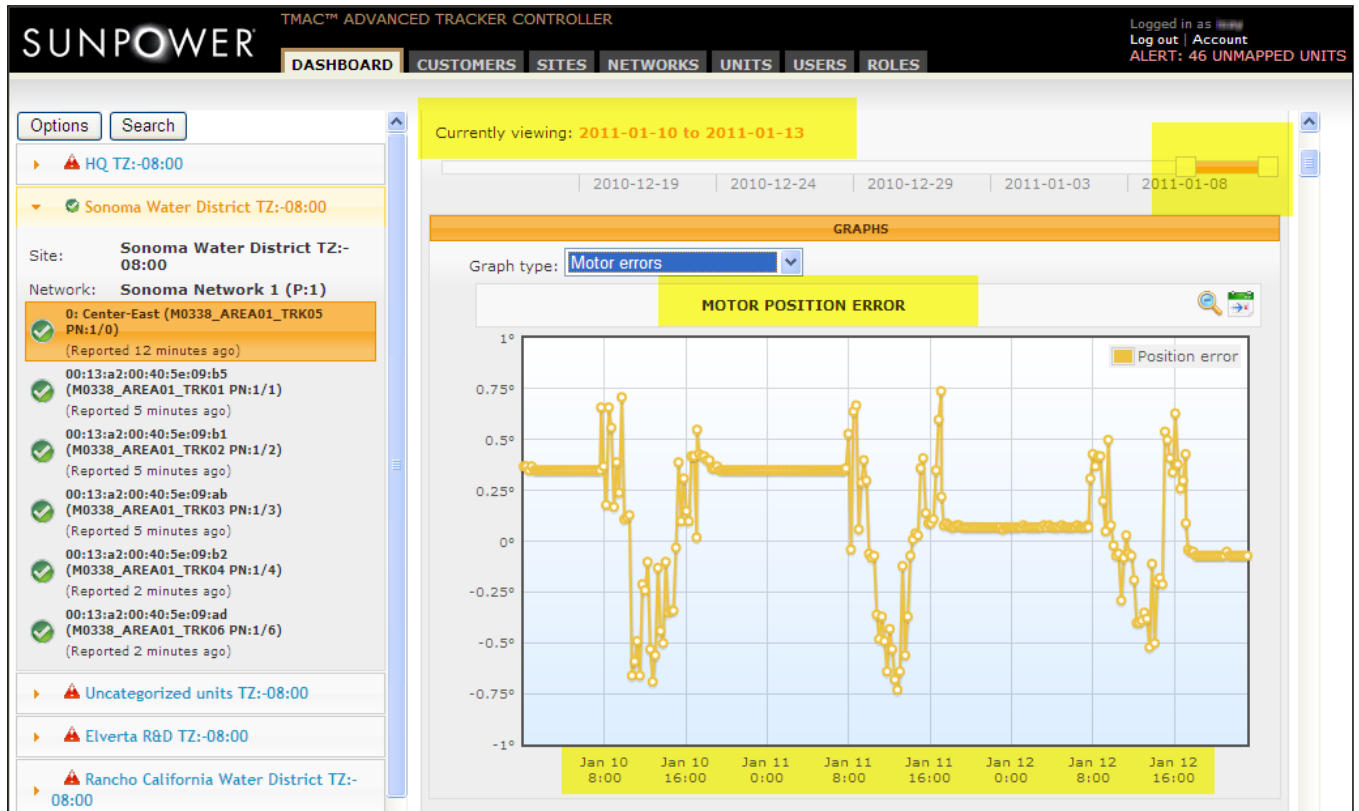 SUNPOWER
TMAC™ ADVANCED TRACKER CONTROLLER
Logged in as
Log out | Account
ALERT: 46 UNMAPPED UNITS
DASHBOARD CUSTOMERS SITES NETWORKS UNITS USERS ROLES
Options Search
HQ TZ:-08:00
Sonoma Water District TZ:-08:00
Site: Sonoma Water District TZ:-
08:00
Network: Sonoma Network 1 (P:1)
0: Center-East (M0338_AREA01_TRK05
PN:1/0)
(Reported 12 minutes ago)
00:13:a2:00:40:5e:09:b5
(M0338_AREA01_TRK01 PN:1/1)
(Reported 5 minutes ago)
00:13:a2:00:40:5e:09:b1
(M0338_AREA01_TRK02 PN:1/2)
(Reported 5 minutes ago)
00:13:a2:00:40:5e:09:ab
(M0338_AREA01_TRK03 PN:1/3)
(Reported 5 minutes ago)
00:13:a2:00:40:5e:09:b2
(M0338_AREA01_TRK04 PN:1/4)
(Reported 2 minutes ago)
00:13:a2:00:40:5e:09:ad
(M0338_AREA01_TRK06 PN:1/6)
(Reported 2 minutes ago)
Uncategorized units TZ:-08:00
Elverta R&D TZ:-08:00
Rancho California Water District TZ:-
08:00
Currently viewing: 2011-01-10 to 2011-01-13
2010-12-19 2010-12-24 2010-12-29 2011-01-03 2011-01-08
GRAPHS
Graph type: Motor errors
MOTOR POSITION ERROR
Position error
1°
0.75°
0.5°
0.25°
0°
-0.25°
-0.5°
-0.75°
-1°
Jan 10 Jan 10 Jan 11 Jan 11 Jan 11 Jan 12 Jan 12 Jan 12
8:00 16:00 0:00 8:00 16:00 0:00 8:00 16:00